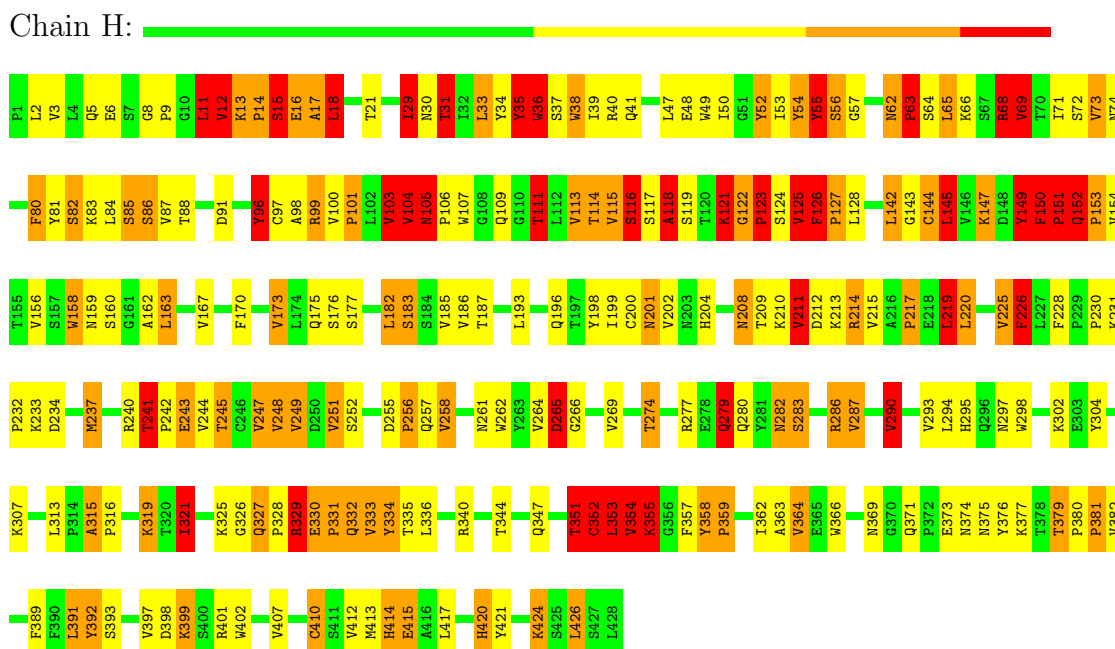 Chain H:
P1 L2 V3 L4 Q5 E6 S7 G8 P9 G10 L11 V12 K13 P14 S15 E16 A17 L18 T21 I29 N30 T31 I32 L33 Y34 Y35 W36 S37 W38 I39 R40 Q41 L47 E48 W49 I50 G51 Y52 I53 Y54 Y55 S56 G57 N62 P63 S64 L65 K66 S67 R68 V69 T70 I71 S72 V73 N74
F80 Y81 S82 K83 L84 S85 S86 V87 T88 D91 Y96 C97 A98 R99 V100 P101 L102 V103 V104 N105 P106 W107 G108 Q109 G110 T111 L112 V113 T114 V115 S116 S117 A118 S119 T120 K121 G122 P123 S124 V125 F126 P127 L128 L142 G143 C144 L145 V146 K147 D148 Y149 F150 P151 Q152 P153 V154
T155 V156 S157 W158 N159 S160 G161 A162 L163 V167 F170 V173 L174 Q175 S176 S177 L182 S183 S184 V185 V186 T187 L193 Q196 T197 Y198 I199 C200 N201 V202 N203 H204 N208 T209 K210 V211 D212 K213 R214 V215 A216 P217 E218 L219 L220 V225 F226 L227 F228 P229 P230
P232 K233 D234 M237 R240 T241 P242 E243 V244 T245 C246 V247 V248 V249 D250 V251 S252 D255 P256 Q257 V258 N261 W262 Y263 V264 D265 G266 V269 T274 R277 E278 Q279 Q280 Y281 N282 S283 R286 V287 V290 V293 L294 H295 Q296 N297 W298 K302 E303 Y304
K307 L313 P314 A315 P316 K319 T320 I321 K325 G326 Q327 P328 R329 E330 P331 Q332 V333 Y334 T335 L336 R340 T344 Q347 T351 C352 L353 V354 K355 G356 F357 Y358 P359 I362 A363 V364 E365 W366 N369 G370 Q371 P372 E373 N374 N375 Y376 K377 T378 T379 P380 P381
F389 F390 L391 Y392 S393 V397 D398 K399 S400 R401 W402 V407 C410 S411 V412 M413 H414 E415 A416 L417 H420 Y421 K424 S425 L426 S427 L428